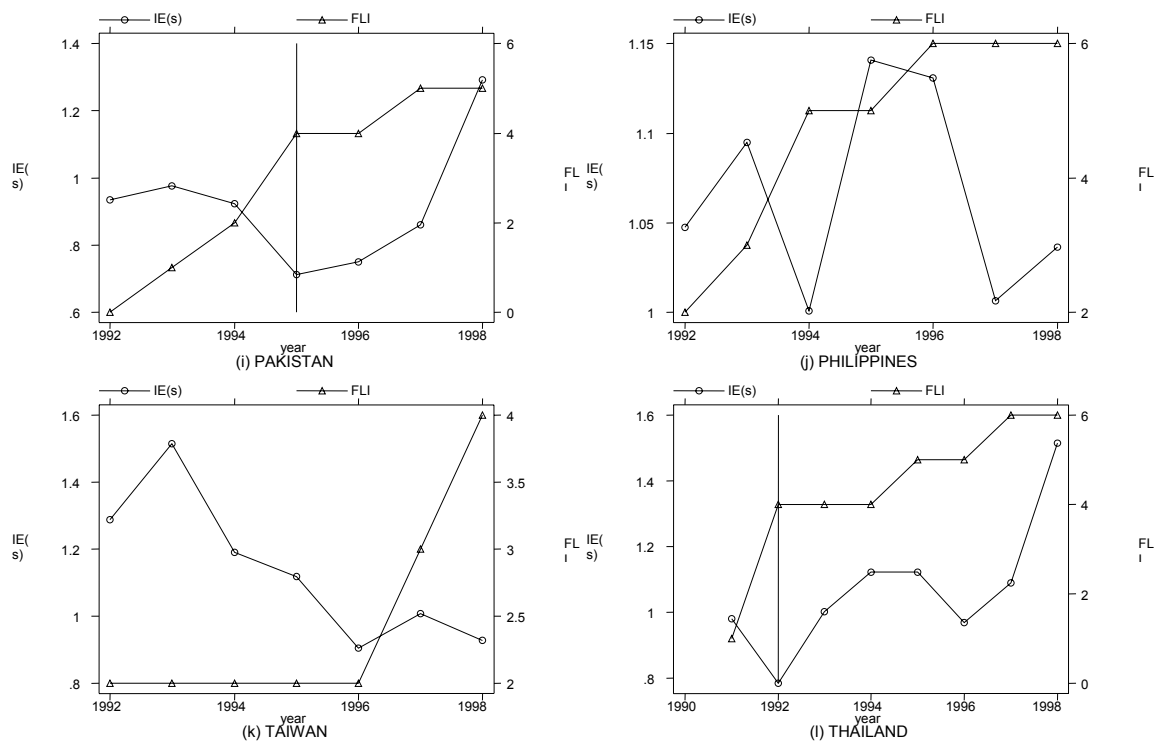 IE(s) FLI
IE(s) FLI
1.4
1.2
1
.8
.6
IE(
s)
6
4
2
0
FL
I
1992 1994 1996 1998
year
(i) PAKISTAN
1.15
1.1
1.05
1
IE(
s)
6
4
2
FL
I
1992 1994 1996 1998
year
(j) PHILIPPINES
IE(s) FLI
IE(s) FLI
1.6
1.4
1.2
1
.8
IE(
s)
4
3.5
3
2.5
2
FL
I
1992 1994 1996 1998
year
(k) TAIWAN
1.6
1.4
1.2
1
.8
IE(
s)
6
4
2
0
FL
I
1990 1992 1994 1996 1998
year
(l) THAILAND